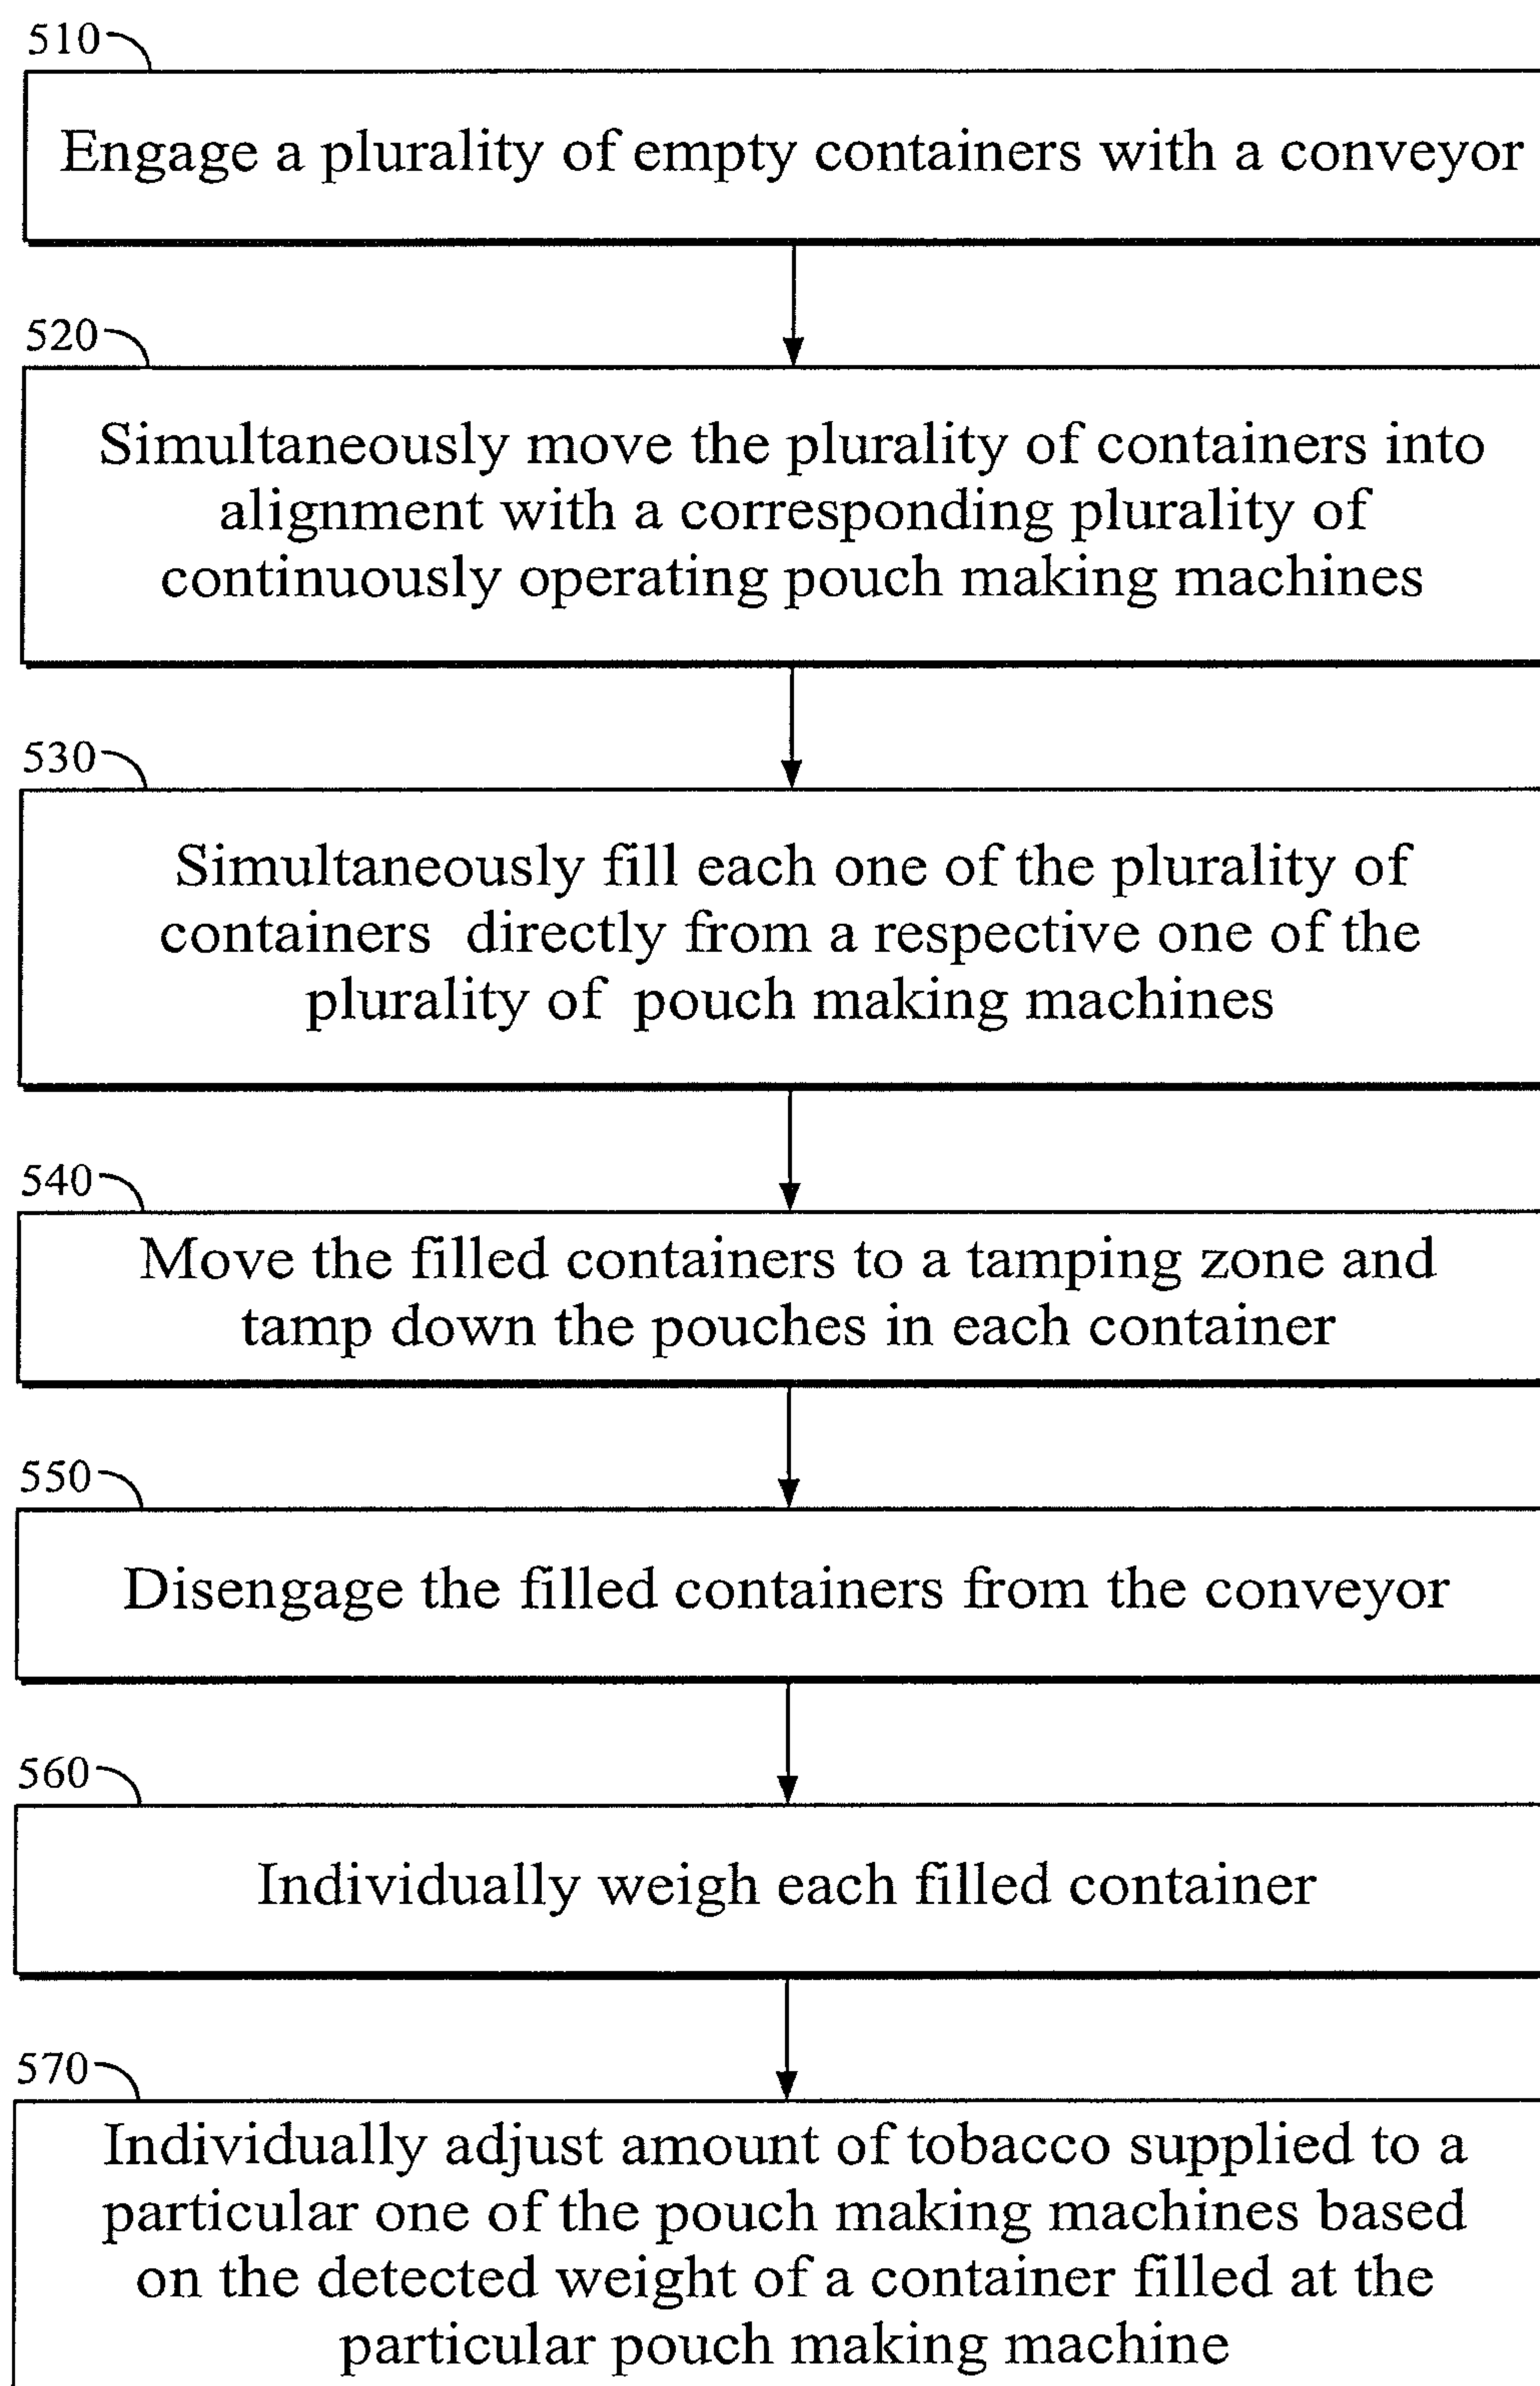 510
Engage a plurality of empty containers with a conveyor
520
Simultaneously move the plurality of containers into
alignment with a corresponding plurality of
continuously operating pouch making machines
530
Simultaneously fill each one of the plurality of
containers directly from a respective one of the
plurality of pouch making machines
540
Move the filled containers to a tamping zone and
tamp down the pouches in each container
550
Disengage the filled containers from the conveyor
560
Individually weigh each filled container
570
Individually adjust amount of tobacco supplied to a
particular one of the pouch making machines based
on the detected weight of a container filled at the
particular pouch making machine